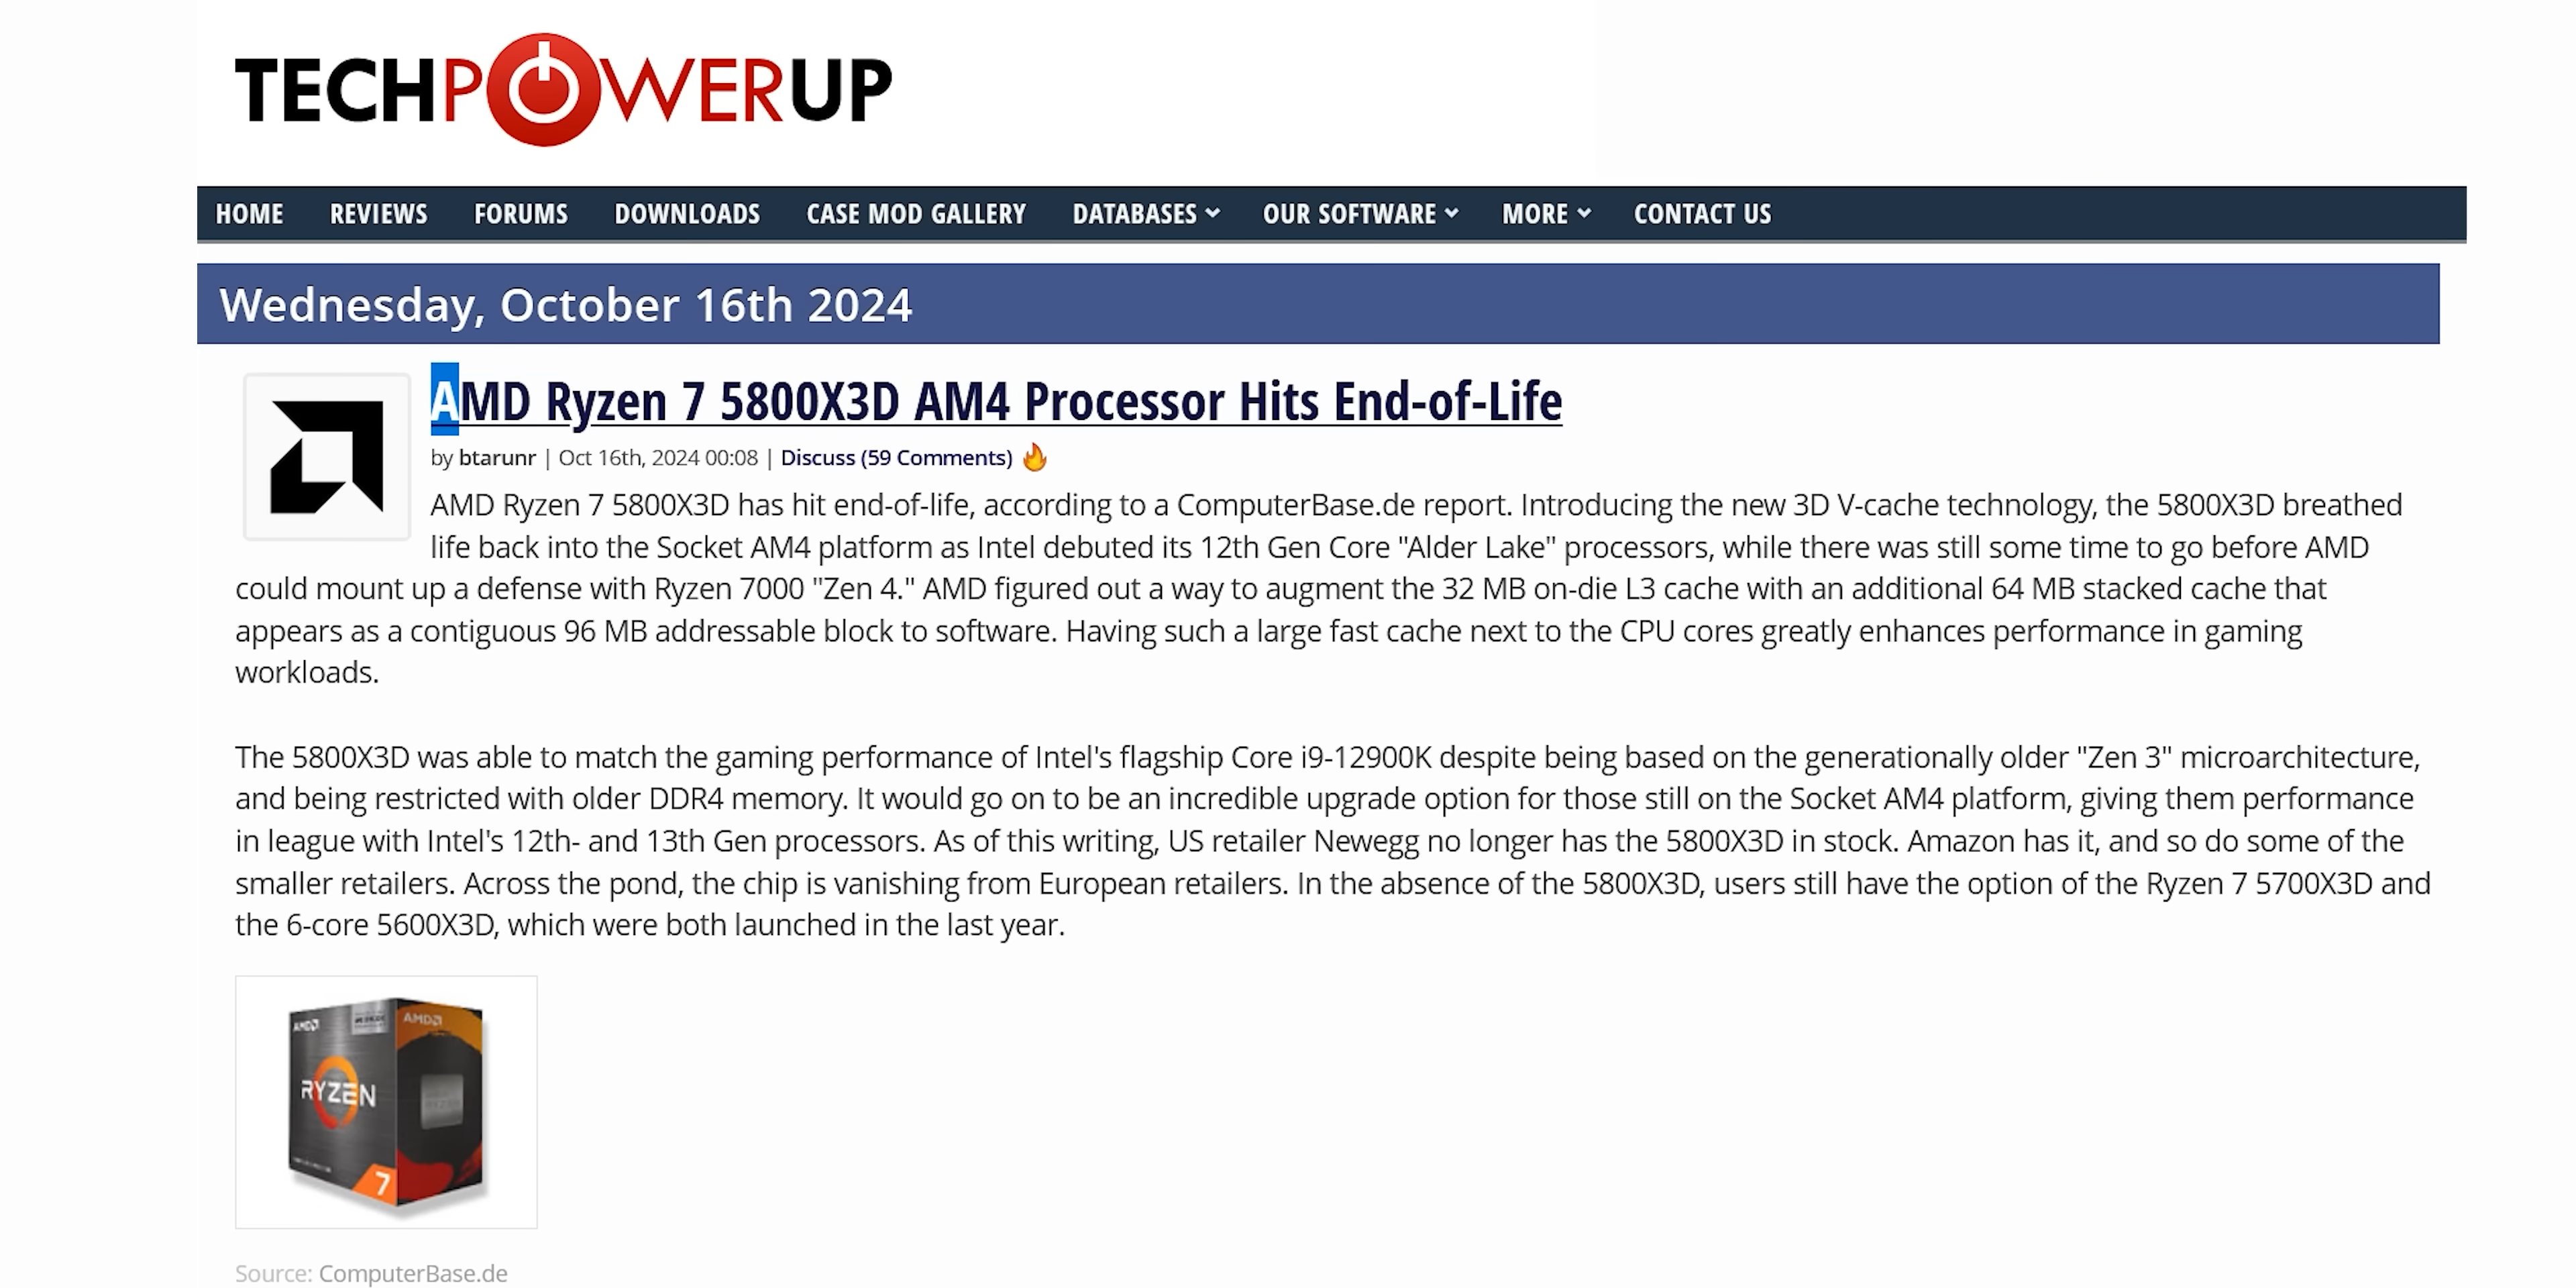 TECHPOWERUP
HOME REVIEWS FORUMS DOWNLOADS CASE MOD GALLERY DATABASES OUR SOFTWARE MORE CONTACT US
Wednesday, October 16th 2024
AMD Ryzen 7 5800X3D AM4 Processor Hits End-of-Life
by btarunr | Oct 16th, 2024 00:08 | Discuss (59 Comments)
AMD Ryzen 7 5800X3D has hit end-of-life, according to a ComputerBase.de report. Introducing the new 3D V-cache technology, the 5800X3D breathed
life back into the Socket AM4 platform as Intel debuted its 12th Gen Core "Alder Lake" processors, while there was still some time to go before AMD
could mount up a defense with Ryzen 7000 "Zen 4." AMD figured out a way to augment the 32 MB on-die L3 cache with an additional 64 MB stacked cache that
appears as a contiguous 96 MB addressable block to software. Having such a large fast cache next to the CPU cores greatly enhances performance in gaming
workloads.
The 5800X3D was able to match the gaming performance of Intel's flagship Core i9-12900K despite being based on the generationally older "Zen 3" microarchitecture,
and being restricted with older DDR4 memory. It would go on to be an incredible upgrade option for those still on the Socket AM4 platform, giving them performance
in league with Intel's 12th- and 13th Gen processors. As of this writing, US retailer Newegg no longer has the 5800X3D in stock. Amazon has it, and so do some of the
smaller retailers. Across the pond, the chip is vanishing from European retailers. In the absence of the 5800X3D, users still have the option of the Ryzen 7 5700X3D and
the 6-core 5600X3D, which were both launched in the last year.
AMD AMD
RYZEN
7
Source: ComputerBase.de